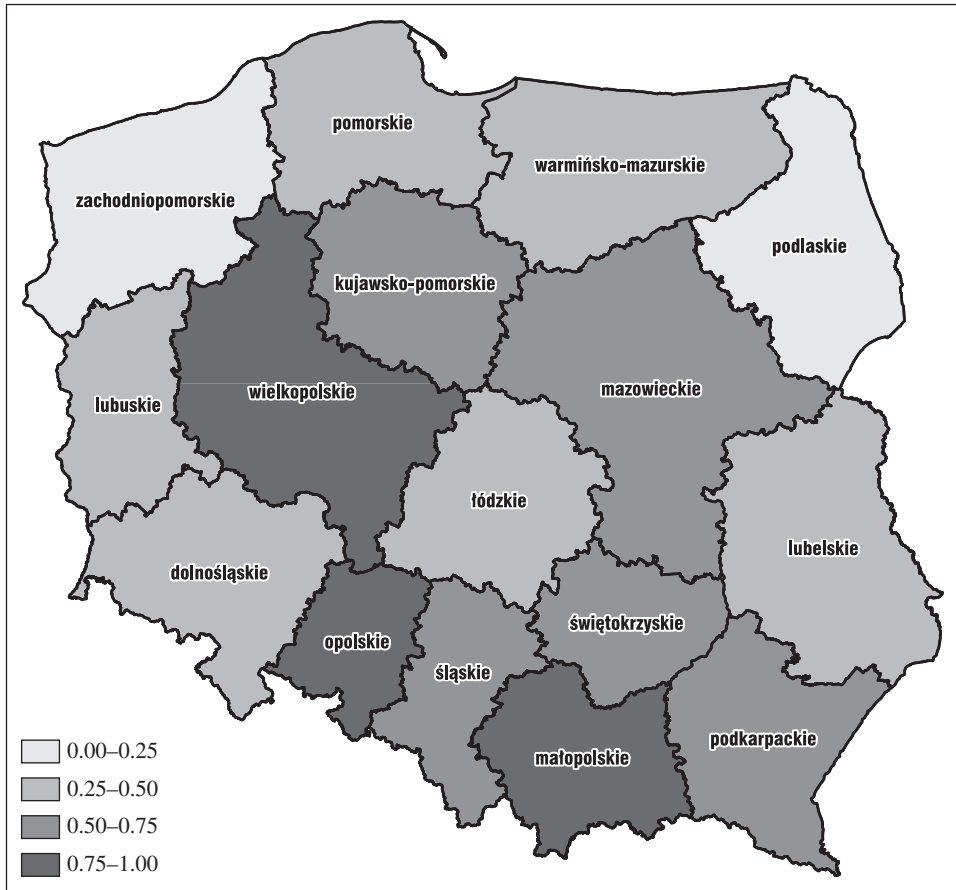 pomorskie
warmińsko-mazurskie
zachodniopomorskie
podlaskie
kujawsko-pomorskie
mazowieckie
wielkopolskie
lubuskie
łódzkie
lubelskie
dolnośląskie
świętokrzyskie
opolskie
śląskie
podkarpackie
małopolskie
0.00–0.25
0.25–0.50
0.50–0.75
0.75–1.00